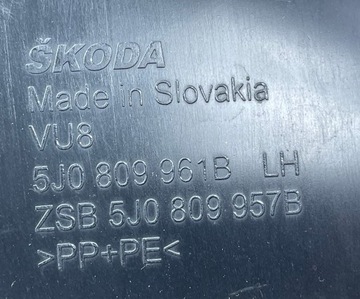 ŠKODA
Made in Slovakia
VU8
5J0 809 961B LH
ZSB 5J0 809 957B
>PP+PE<